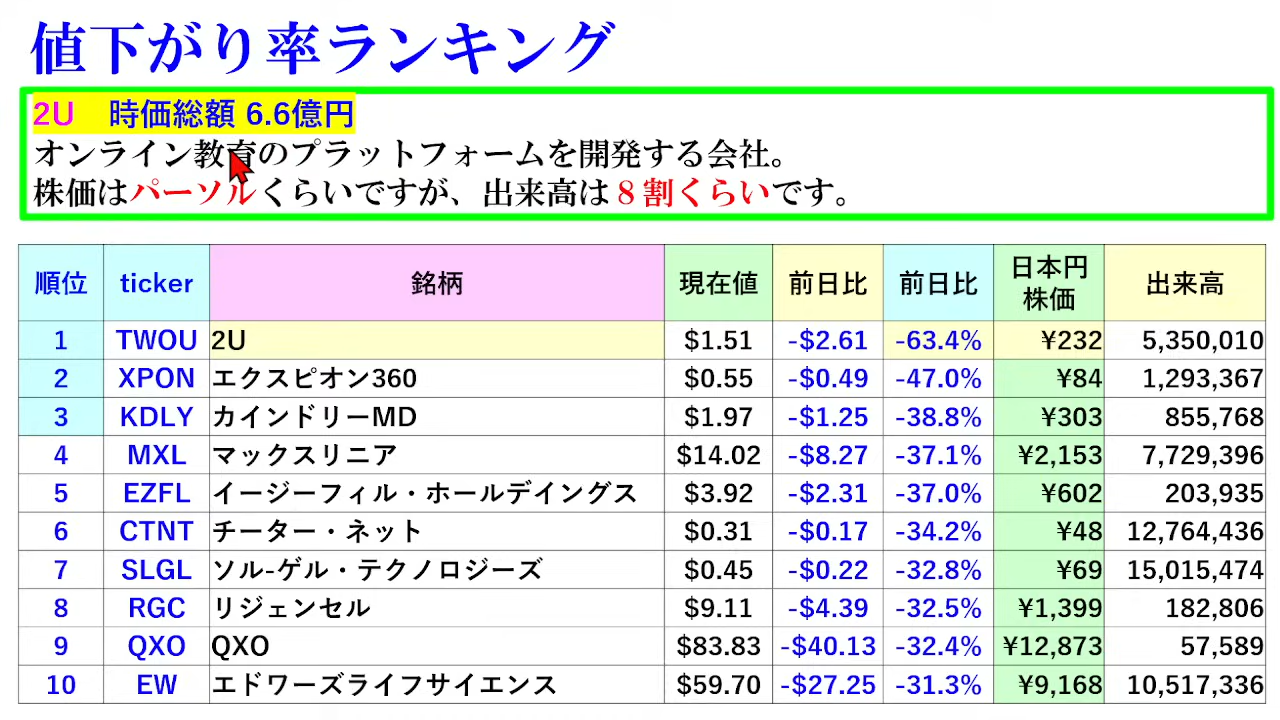 値下がり率ランキング
2U　時価総額 6.6億円
オンライン教育のプラットフォームを開発する会社。
株価はパーソルくらいですが、出来高は８割くらいです。
順位 ticker 銘柄 現在値 前日比 前日比 日本円株価 出来高
1 TWOU 2U $1.51 -$2.61 -63.4% ¥232 5,350,010
2 XPON エクスピオン360 $0.55 -$0.49 -47.0% ¥84 1,293,367
3 KDLY カインドリーMD $1.97 -$1.25 -38.8% ¥303 855,768
4 MXL マックスリニア $14.02 -$8.27 -37.1% ¥2,153 7,729,396
5 EZFL イージーフィル・ホールデイングス $3.92 -$2.31 -37.0% ¥602 203,935
6 CTNT チーター・ネット $0.31 -$0.17 -34.2% ¥48 12,764,436
7 SLGL ソル-ゲル・テクノロジーズ $0.45 -$0.22 -32.8% ¥69 15,015,474
8 RGC リジェンセル $9.11 -$4.39 -32.5% ¥1,399 182,806
9 QXO QXO $83.83 -$40.13 -32.4% ¥12,873 57,589
10 EW エドワーズライフサイエンス $59.70 -$27.25 -31.3% ¥9,168 10,517,336